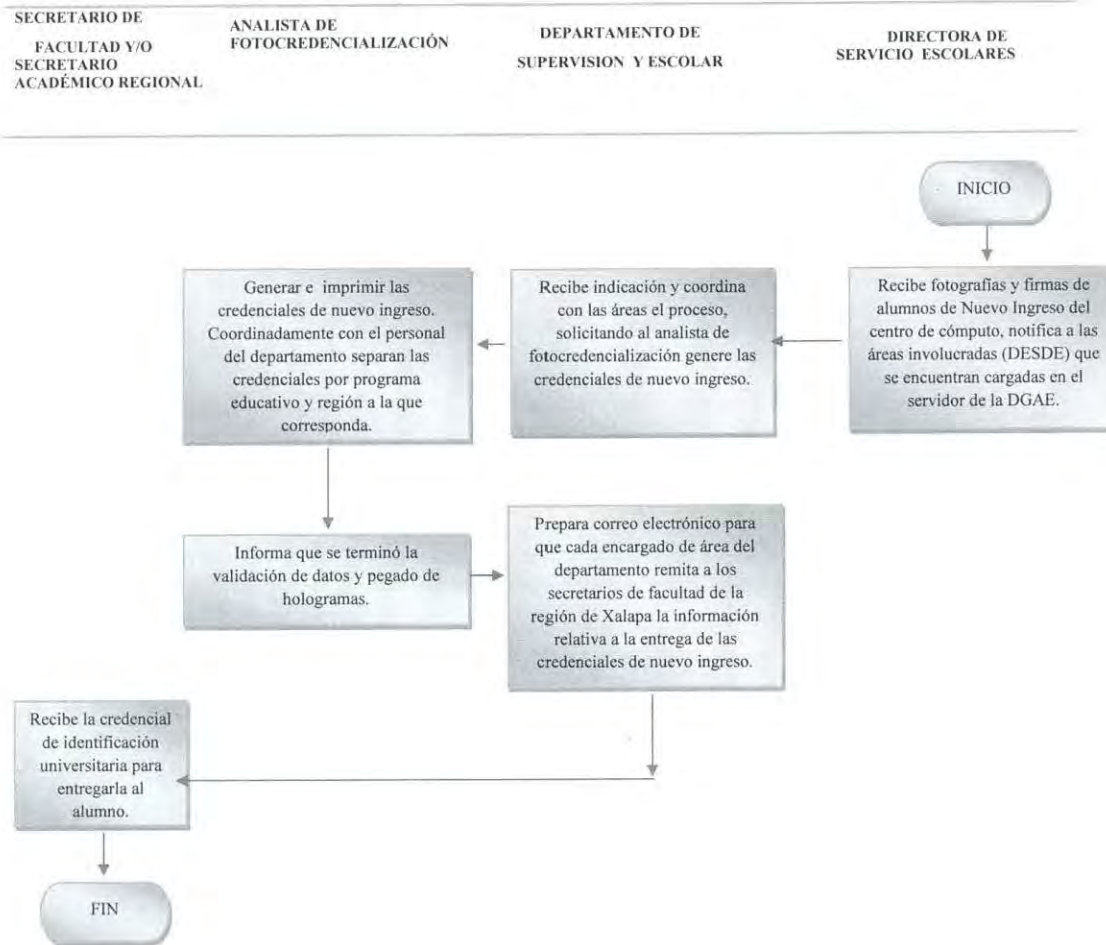 SECRETARIO DE
FACULTAD Y/O
SECRETARIO
ACADÉMICO REGIONAL
ANALISTA DE
FOTOCREDENCIALIZACIÓN
DEPARTAMENTO DE
SUPERVISION Y ESCOLAR
DIRECTORA DE
SERVICIO ESCOLARES
INICIO
Recibe fotografías y firmas de
alumnos de Nuevo Ingreso del
centro de cómputo, notifica a las
áreas involucradas (DESDE) que
se encuentran cargadas en el
servidor de la DGAE.
Recibe indicación y coordina
con las áreas el proceso,
solicitando al analista de
fotocredencialización genere las
credenciales de nuevo ingreso.
Generar e imprimir las
credenciales de nuevo ingreso.
Coordinadamente con el personal
del departamento separan las
credenciales por programa
educativo y región a la que
corresponda.
Informa que se terminó la
validación de datos y pegado de
hologramas.
Prepara correo electrónico para
que cada encargado de área del
departamento remita a los
secretarios de facultad de la
región de Xalapa la información
relativa a la entrega de las
credenciales de nuevo ingreso.
Recibe la credencial
de identificación
universitaria para
entregarla al
alumno.
FIN